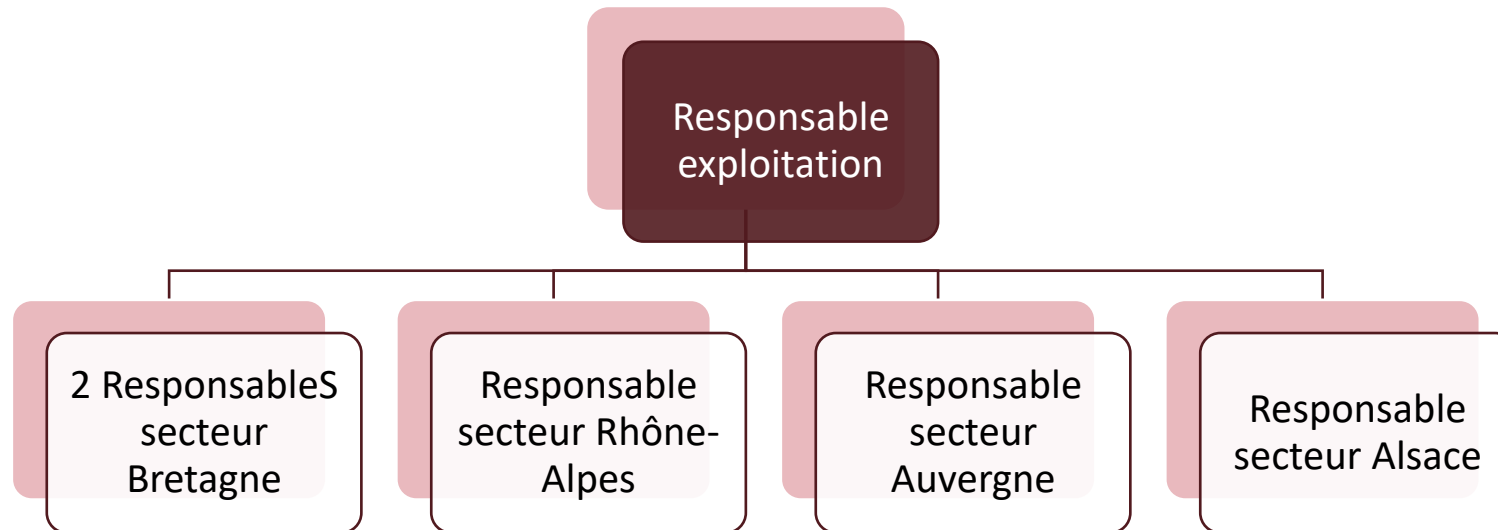 Responsable
exploitation
2 ResponsableS
secteur
Bretagne
Responsable
secteur Rhône-
Alpes
Responsable
secteur
Auvergne
Responsable
secteur Alsace